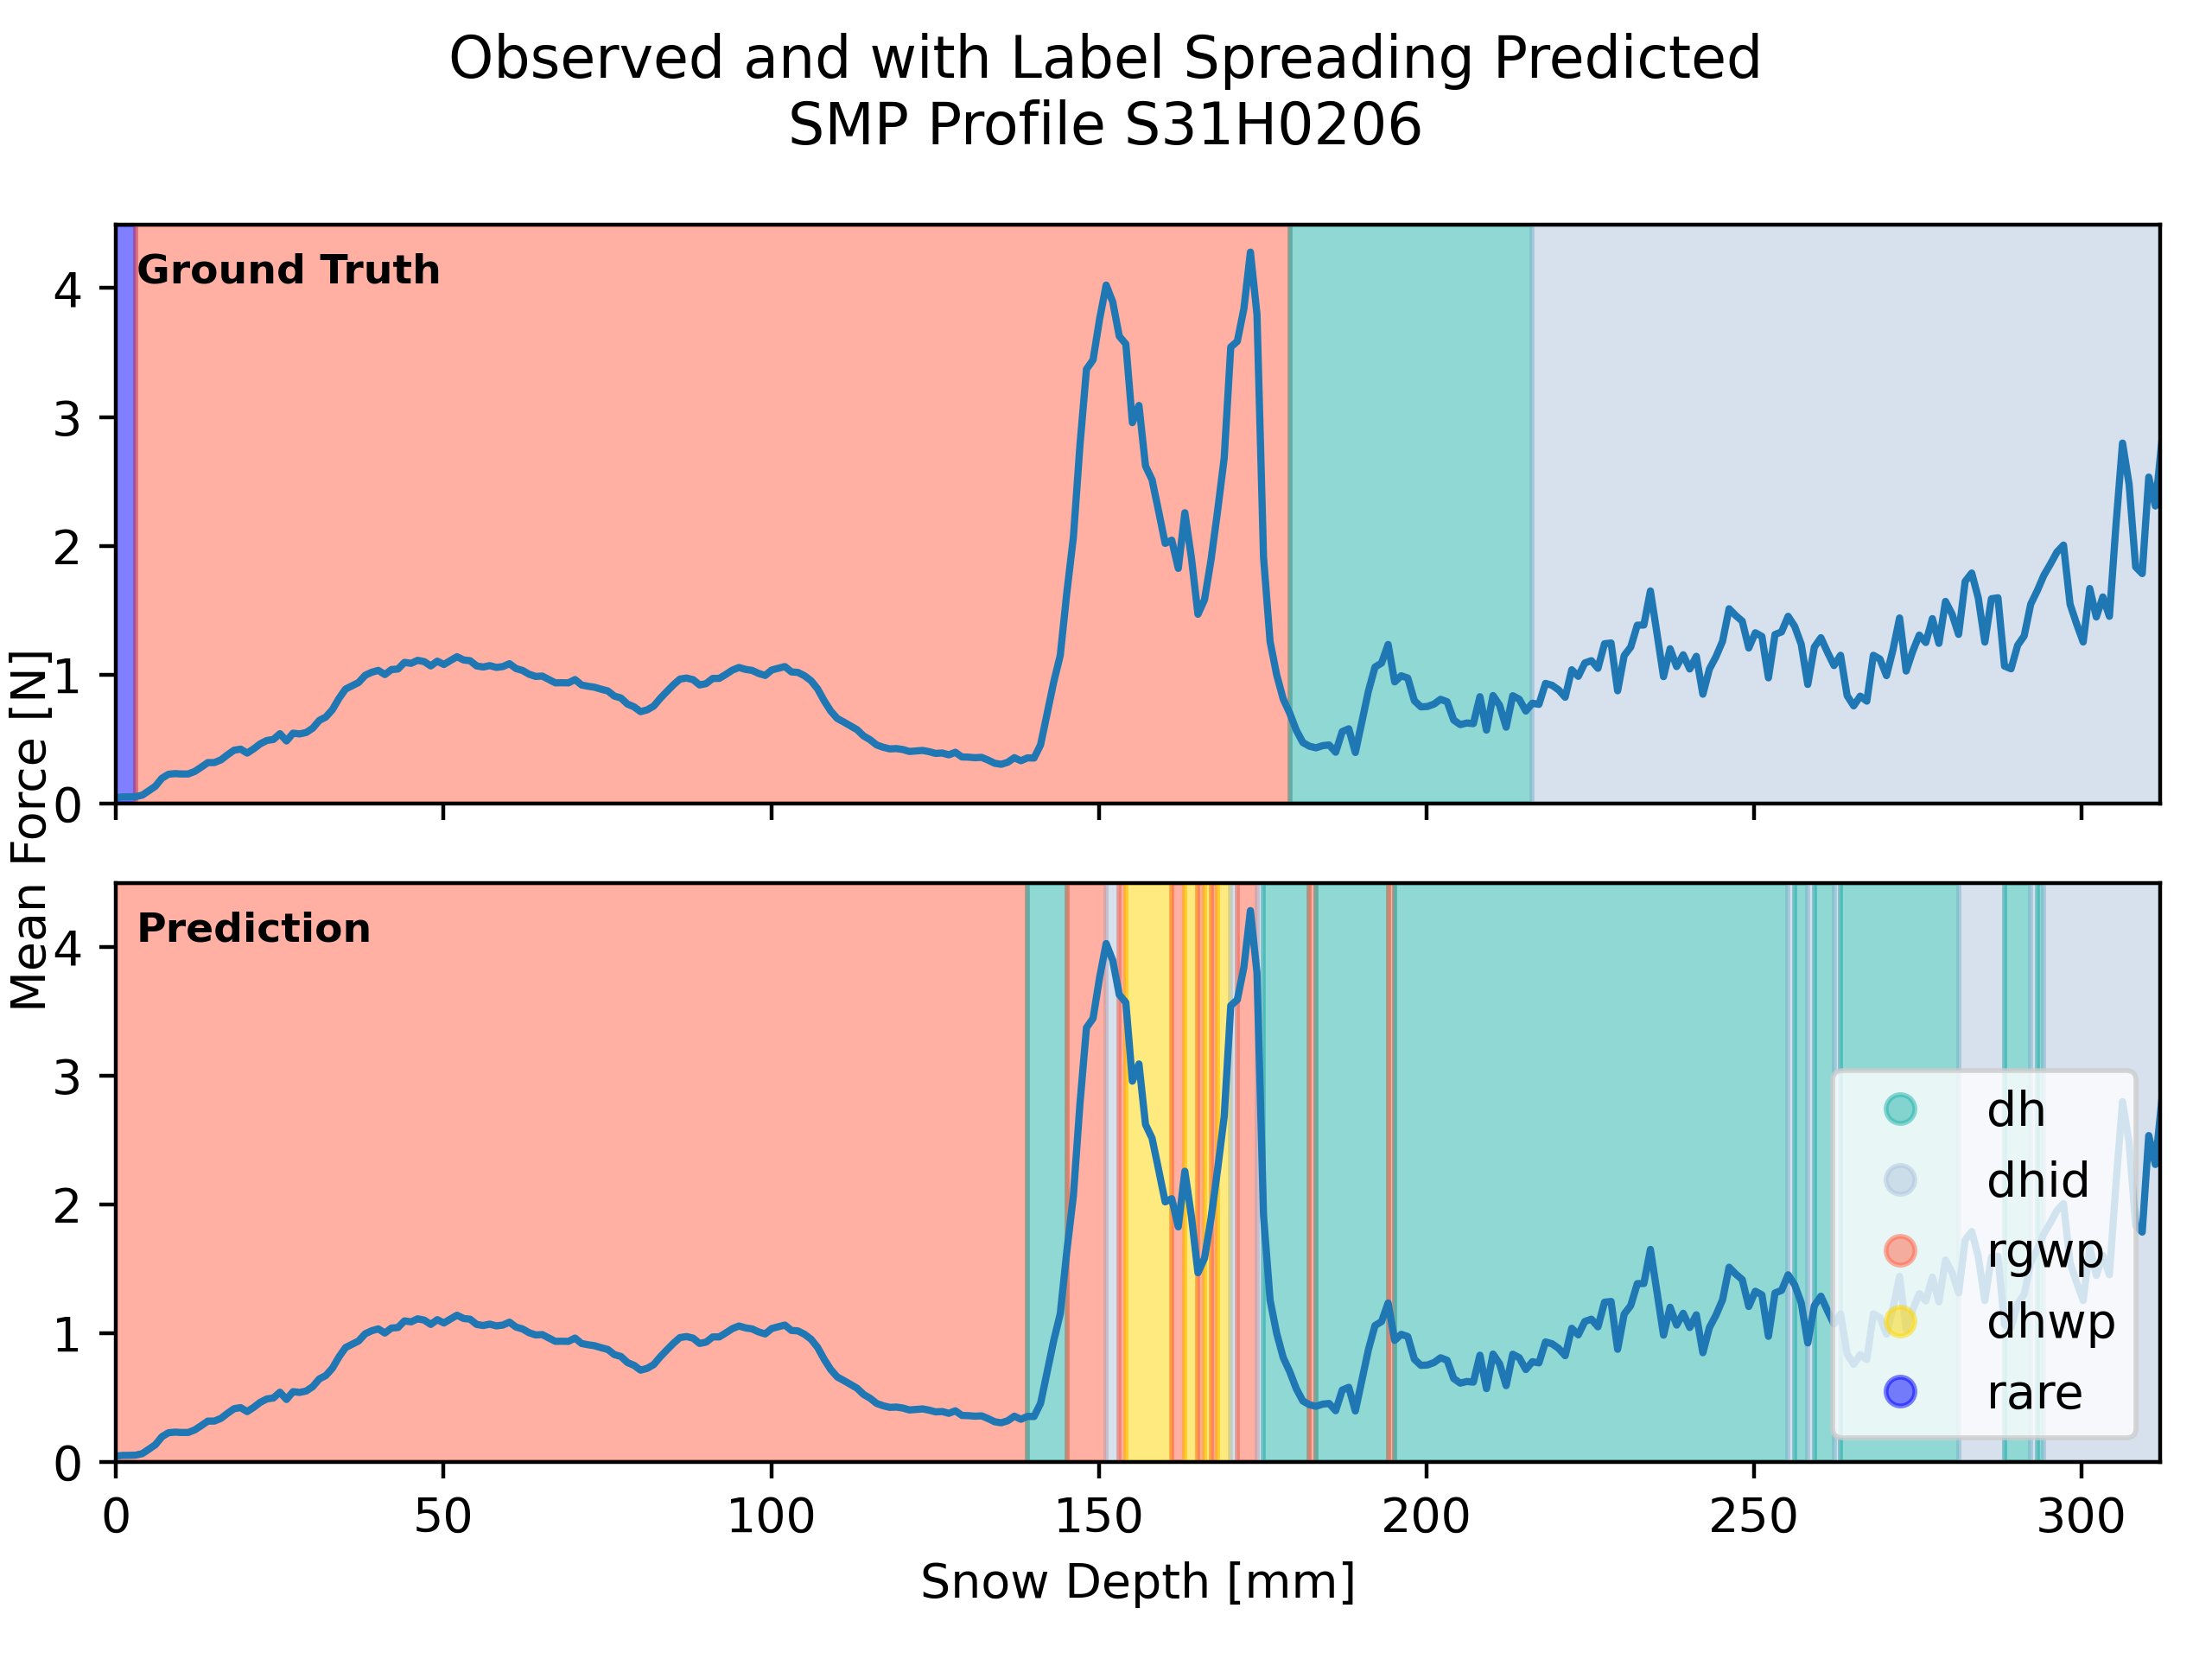 Observed and with Label Spreading Predicted
SMP Profile S31H0206
Mean Force [N]
Ground Truth
4
3
2
1
0
Prediction
4
3
2
1
0
dh
dhid
rgwp
dhwp
rare
0 50 100 150 200 250 300
Snow Depth [mm]